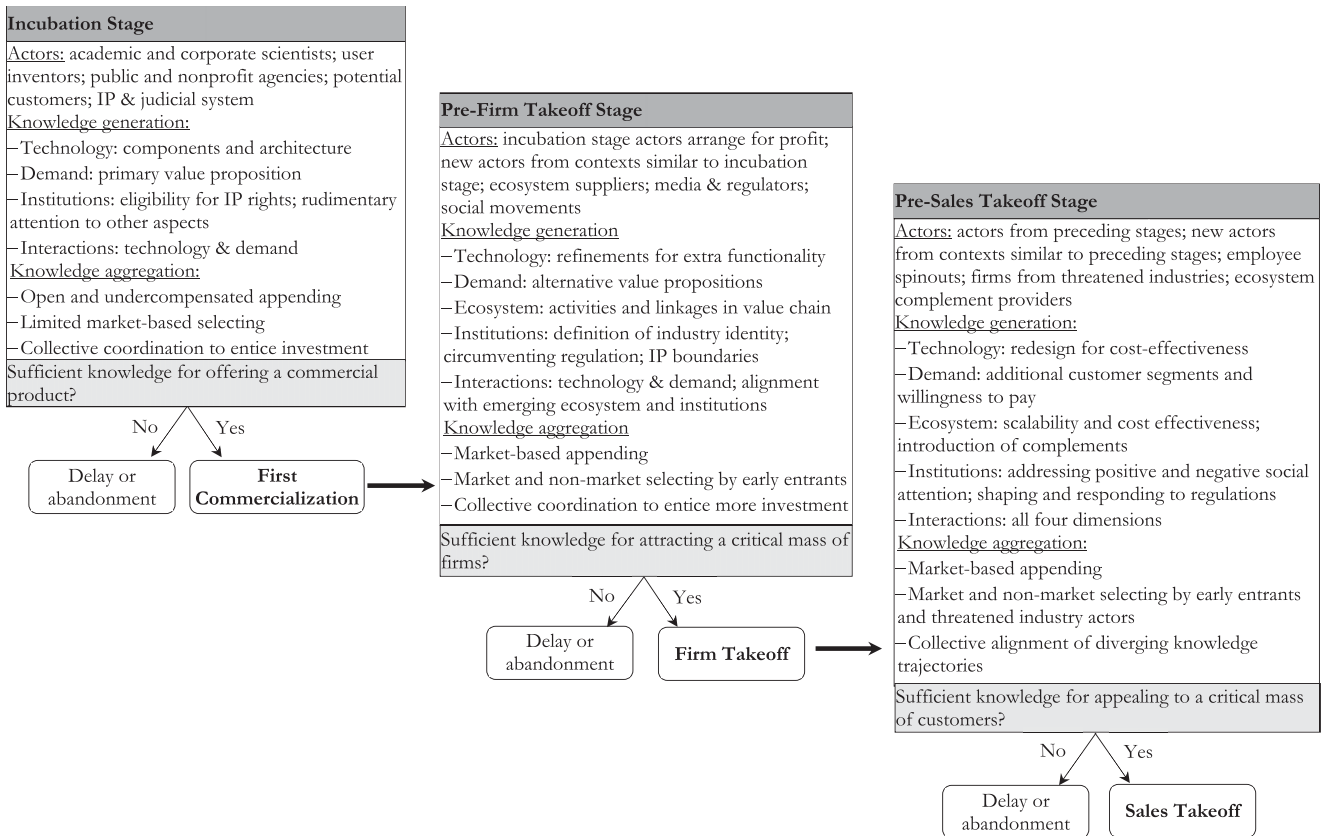 Incubation Stage
Actors: academic and corporate scientists; user
inventors; public and nonprofit agencies; potential
customers; IP & judicial system
Knowledge generation:
–Technology: components and architecture
–Demand: primary value proposition
–Institutions: eligibility for IP rights; rudimentary
attention to other aspects
–Interactions: technology & demand
Knowledge aggregation:
–Open and undercompensated appending
–Limited market-based selecting
–Collective coordination to entice investment
Sufficient knowledge for offering a commercial
product?
No
Yes
Delay or
abandonment
First
Commercialization
Pre-Firm Takeoff Stage
Actors: incubation stage actors arrange for profit;
new actors from contexts similar to incubation
stage; ecosystem suppliers; media & regulators;
social movements
Knowledge generation
–Technology: refinements for extra functionality
–Demand: alternative value propositions
–Ecosystem: activities and linkages in value chain
–Institutions: definition of industry identity;
circumventing regulation; IP boundaries
–Interactions: technology & demand; alignment
with emerging ecosystem and institutions
Knowledge aggregation
–Market-based appending
–Market and non-market selecting by early entrants
–Collective coordination to entice more investment
Sufficient knowledge for attracting a critical mass of
firms?
No
Yes
Delay or
abandonment
Firm Takeoff
Pre-Sales Takeoff Stage
Actors: actors from preceding stages; new actors
from contexts similar to preceding stages; employee
spinouts; firms from threatened industries; ecosystem
complement providers
Knowledge generation:
–Technology: redesign for cost-effectiveness
–Demand: additional customer segments and
willingness to pay
–Ecosystem: scalability and cost effectiveness;
introduction of complements
–Institutions: addressing positive and negative social
attention; shaping and responding to regulations
–Interactions: all four dimensions
Knowledge aggregation:
–Market-based appending
–Market and non-market selecting by early entrants
and threatened industry actors
–Collective alignment of diverging knowledge
trajectories
Sufficient knowledge for appealing to a critical mass
of customers?
No
Yes
Delay or
abandonment
Sales Takeoff